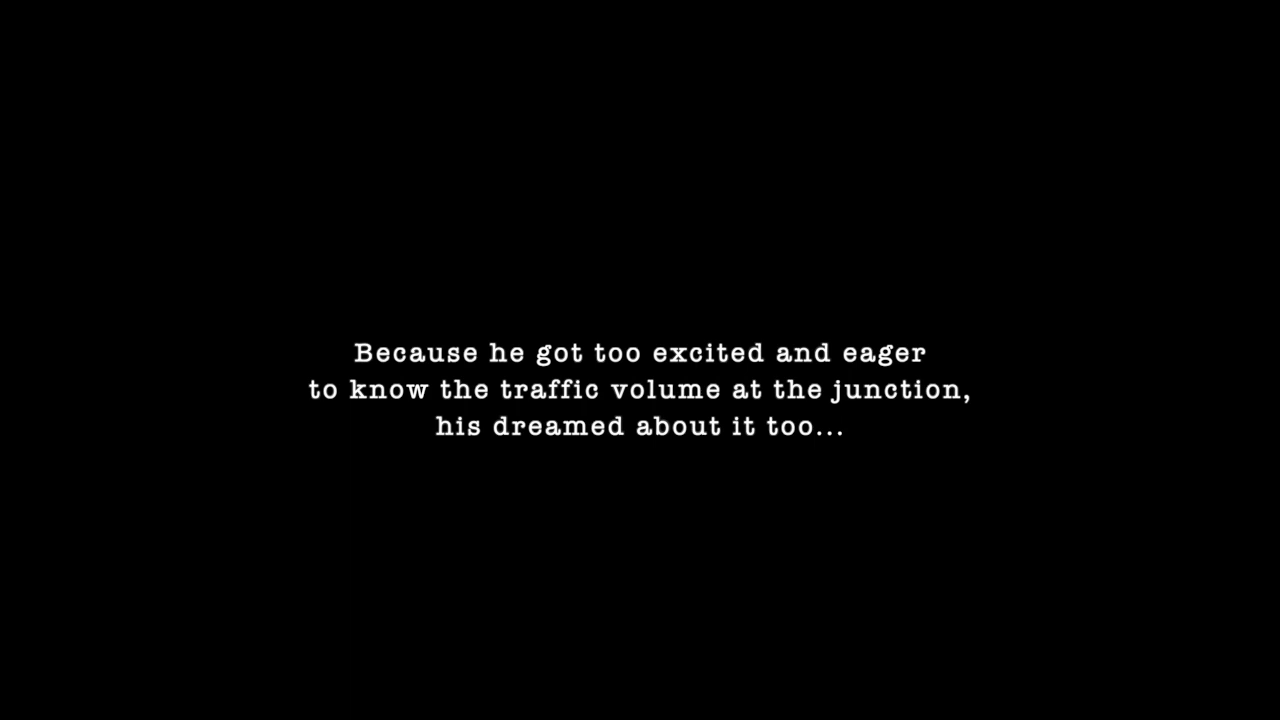 Because he got too excited and eager
to know the traffic volume at the junction,
his dreamed about it too...